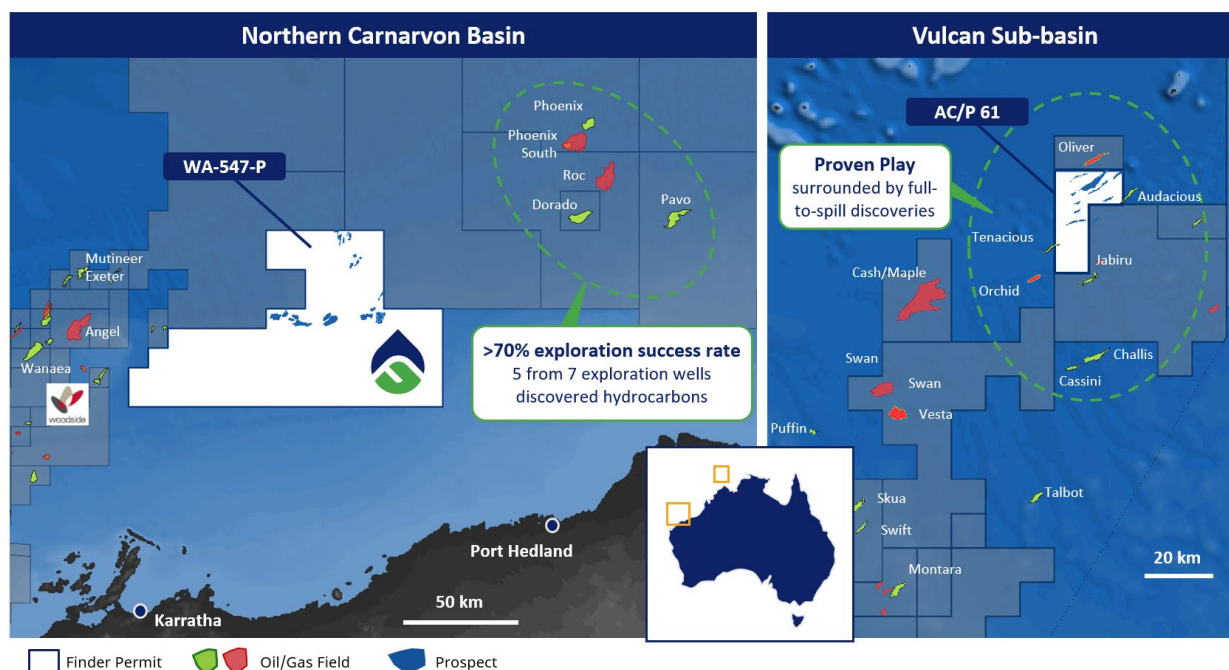 Northern Carnarvon Basin
Phoenix
Phoenix
South
WA-547-P
Roc
Dorado
Pavo
Mutineer
Exeter
Angel
Wanaea
woodside
>70% exploration success rate
5 from 7 exploration wells
discovered hydrocarbons
Port Hedland
50 km
Karratha
Vulcan Sub-basin
AC/P 61
Oliver
Proven Play
surrounded by full-
to-spill discoveries
Audacious
Tenacious
Jabiru
Cash/Maple
Orchid
Swan
Challis
Cassini
Swan
Vesta
Puffin
Skua
Talbot
Swift
Montara
20 km
Finder Permit
Oil/Gas Field
Prospect